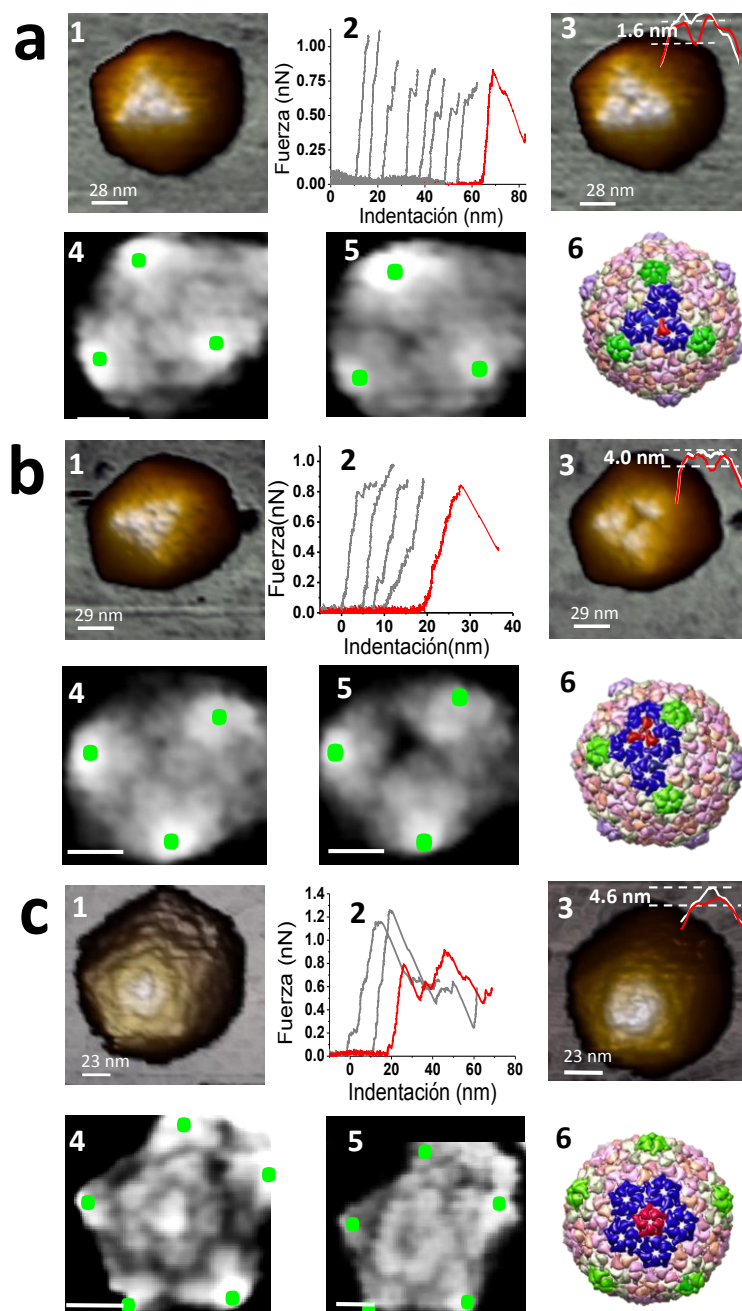 a
1
28 nm
2
Fuerza (nN)
1.00
0.75
0.50
0.25
0.00
0 20 40 60 80
Indentación (nm)
3
1.6 nm
28 nm
4
5
6
b
1
29 nm
2
Fuerza(nN)
1.0
0.8
0.6
0.4
0.2
0.0
0 10 20 30 40
Indentación(nm)
3
4.0 nm
29 nm
4
5
6
c
1
23 nm
2
Fuerza (nN)
1.4
1.2
1.0
0.8
0.6
0.4
0.2
0.0
0 20 40 60 80
Indentación (nm)
3
4.6 nm
23 nm
4
5
6